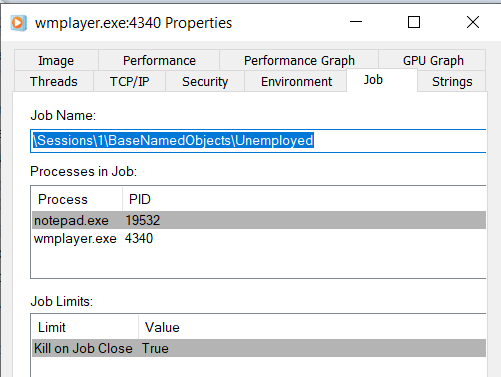 wmplayer.exe:4340 Properties
Image Performance Performance Graph GPU Graph
Threads TCP/IP Security Environment Job Strings
Job Name:
\Sessions\1\BaseNamedObjects\Unemployed
Processes in Job:
Process PID
notepad.exe 19532
wmplayer.exe 4340
Job Limits:
Limit Value
Kill on Job Close True